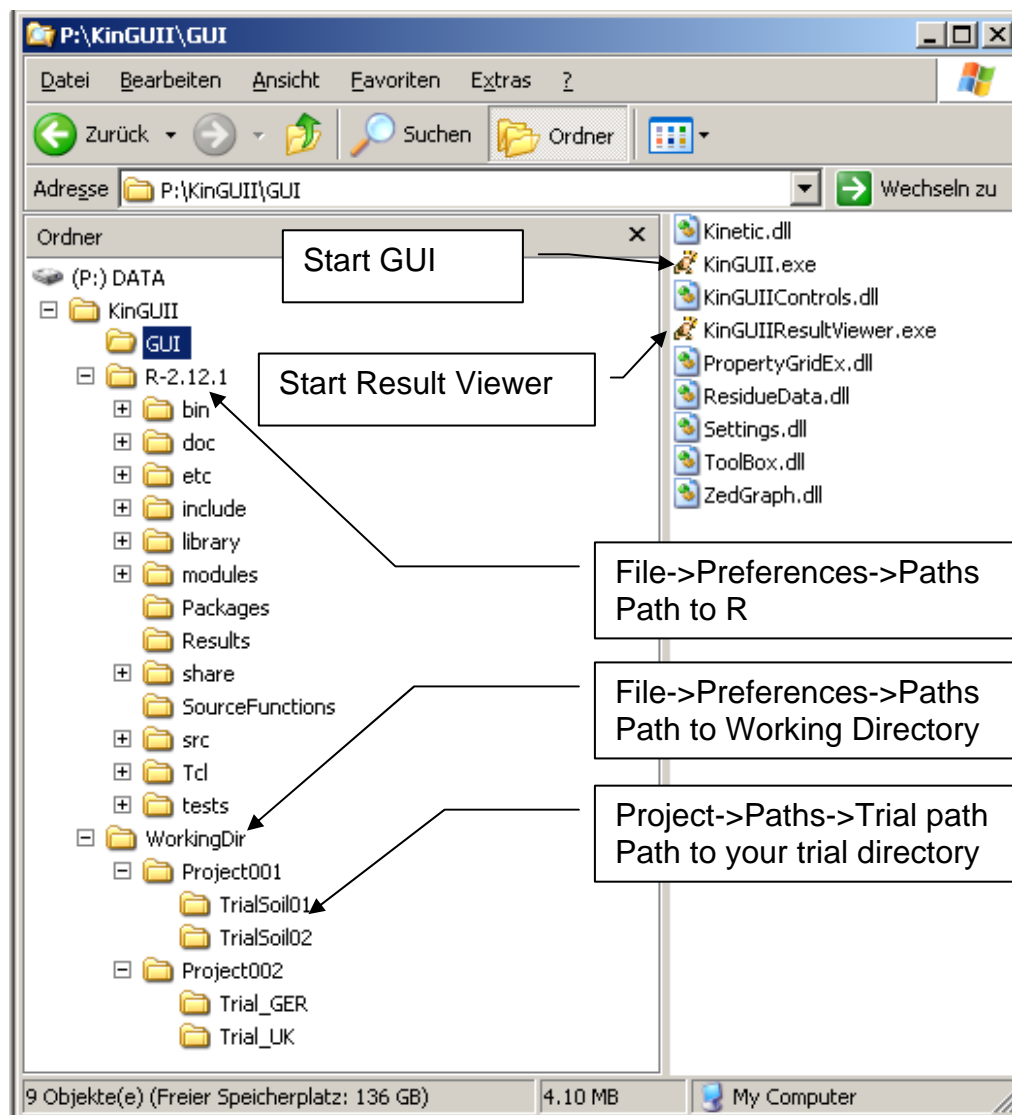 P:\KinGUII\GUI
Datei Bearbeiten Ansicht Favoriten Extras ?
Zurück Suchen Ordner
Adresse P:\KinGUII\GUI Wechseln zu
Ordner
(P:) DATA
KinGUII
GUI
R-2.12.1
bin
doc
etc
include
library
modules
Packages
Results
share
SourceFunctions
src
Tcl
tests
WorkingDir
Project001
TrialSoil01
TrialSoil02
Project002
Trial_GER
Trial_UK
Kinetic.dll
KinGUII.exe
KinGUIIControls.dll
KinGUIIResultViewer.exe
PropertyGridEx.dll
ResidueData.dll
Settings.dll
ToolBox.dll
ZedGraph.dll
Start GUI
Start Result Viewer
File->Preferences->Paths
Path to R
File->Preferences->Paths
Path to Working Directory
Project->Paths->Trial path
Path to your trial directory
9 Objekte(e) (Freier Speicherplatz: 136 GB) 4.10 MB My Computer